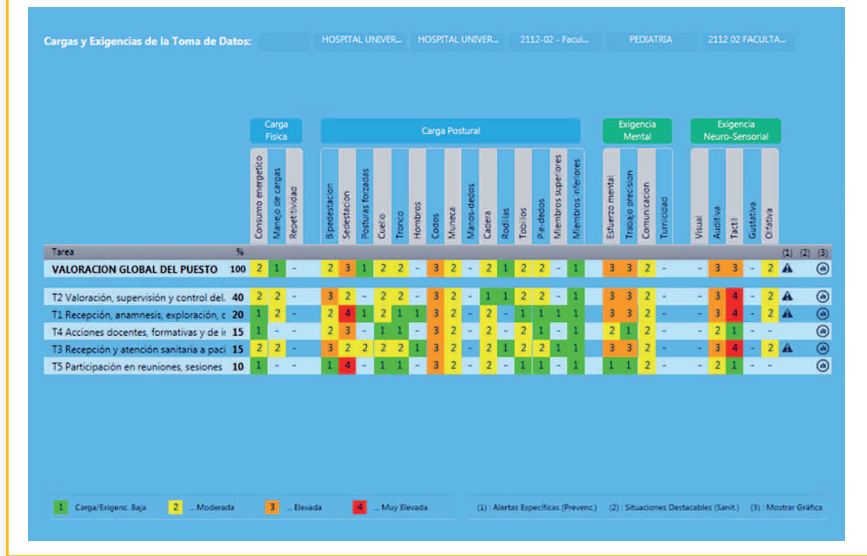 Cargas y Exigencias de la Toma de Datos: HOSPITAL UNIVER... HOSPITAL UNIVER... 2112-02 - Facul... PEDIATRIA 2112 02 FACULTA...
Carga Fisica Carga Postural Exigencia Mental Exigencia Neuro-Sensorial
Consumo energetico Manejo de cargas Repetitividad Bipedestacion Sedestacion Posturas forzadas Cuello Tronco Hombros Codos Muneca Manos-dedos Cadera Rodillas Tobillos Pie-dedos Miembros superiores Miembros inferiores Esfuerzo mental Trabajo precision Comunicacion Turnicidad Visual Auditiva Tactil Gustativa Olfativa
Tarea % (1) (2) (3)
VALORACION GLOBAL DEL PUESTO 100 2 1 - 2 3 1 2 2 - 3 2 - 2 1 2 2 - 1 3 3 2 - - 3 3 - 2
T2 Valoración, supervisión y control del. 40 2 2 - 3 2 - 2 2 - 3 2 - 1 1 2 2 - 1 3 3 2 - - 3 4 - 2
T1 Recepción, anamnesis, exploración, c 20 1 - - 2 4 1 2 1 1 3 2 - 2 - 1 1 1 1 3 3 2 - - 3 4 - 2
T4 Acciones docentes, formativas y de i 15 1 - - 2 3 - 1 1 - 3 2 - 2 - 2 1 - 1 2 1 2 - - 2 1 - -
T3 Recepción y atención sanitaria a paci 15 2 2 - 3 2 2 2 2 1 3 2 - 2 1 2 2 1 1 3 3 2 - - 3 4 - 2
T5 Participación en reuniones, sesiones 10 1 - - 1 4 - 1 1 - 3 2 - 2 - 1 1 - 1 1 1 2 - - 2 1 - -
1 Carga/Exigenc. Baja 2 ... Moderada 3 ... Elevada 4 ... Muy Elevada (1) : Alertas Específicas (Prevenc.) (2) : Situaciones Destacables (Sanit.) (3) : Mostrar Gráfica